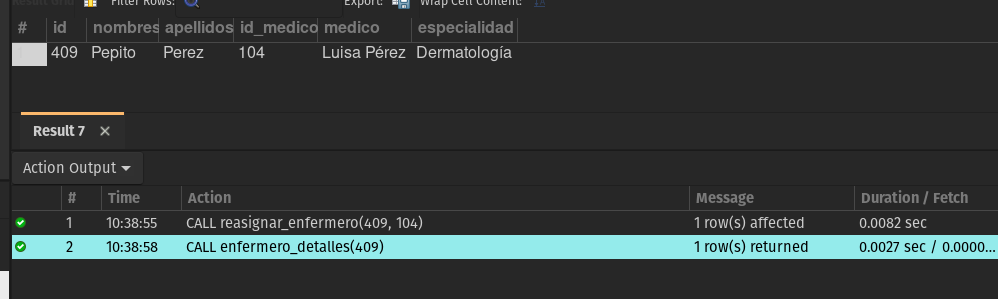 Result Grid Filter Rows: Export: Wrap Cell Content:
# id nombres apellidos id_medico medico especialidad
409 Pepito Perez 104 Luisa Pérez Dermatología
Result 7 ×
Action Output
# Time Action Message Duration / Fetch
1 10:38:55 CALL reasignar_enfermero(409, 104) 1 row(s) affected 0.0082 sec
2 10:38:58 CALL enfermero_detalles(409) 1 row(s) returned 0.0027 sec / 0.0000...